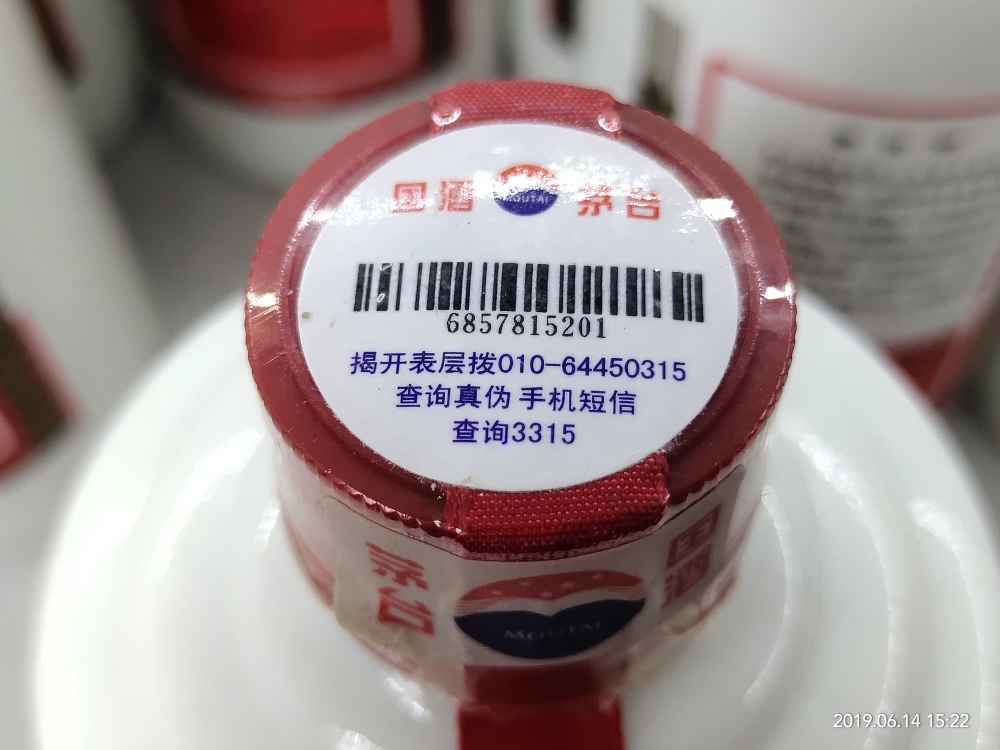 国酒 MOUTAI 茅台
6857815201
揭开表层拨010-64450315
查询真伪 手机短信
查询3315
茅台 MOUTAI 国酒
2019.06.14 15:22